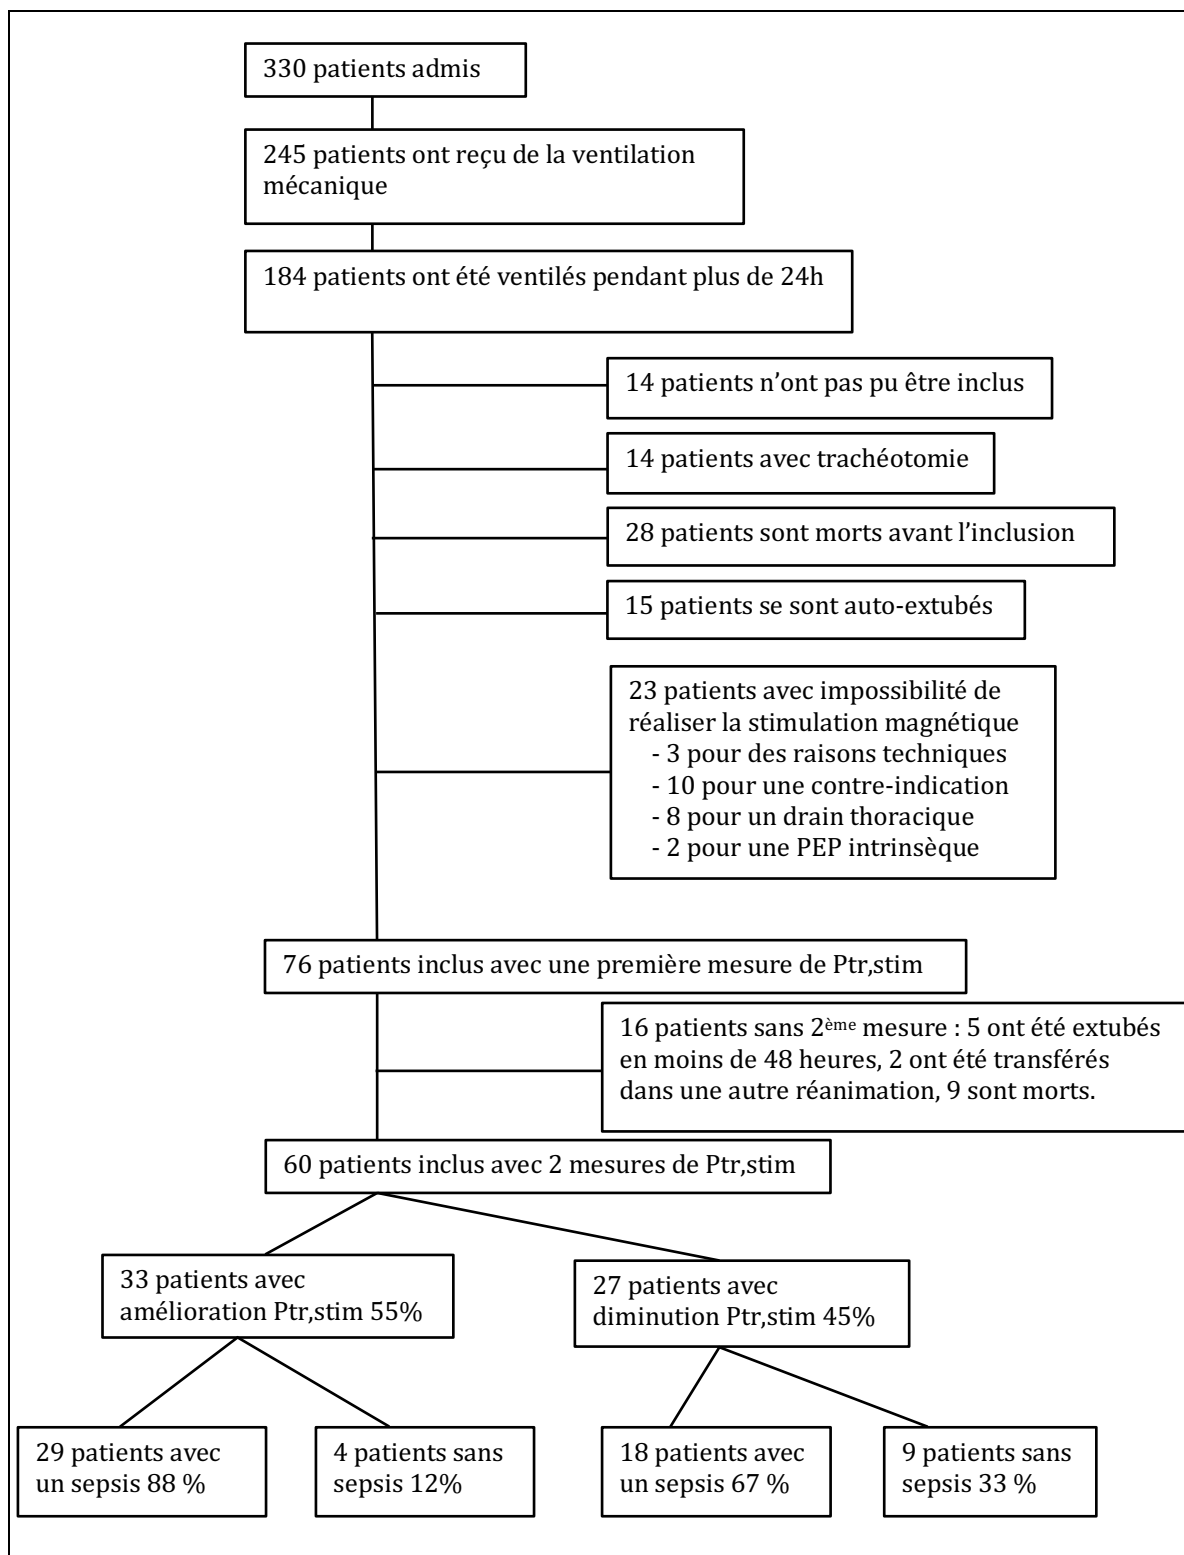 330 patients admis
245 patients ont reçu de la ventilation
mécanique
184 patients ont été ventilés pendant plus de 24h
14 patients n’ont pas pu être inclus
14 patients avec trachéotomie
28 patients sont morts avant l’inclusion
15 patients se sont auto-extubés
23 patients avec impossibilité de
réaliser la stimulation magnétique
- 3 pour des raisons techniques
- 10 pour une contre-indication
- 8 pour un drain thoracique
- 2 pour une PEP intrinsèque
76 patients inclus avec une première mesure de Ptr,stim
16 patients sans 2ème mesure : 5 ont été extubés
en moins de 48 heures, 2 ont été transférés
dans une autre réanimation, 9 sont morts.
60 patients inclus avec 2 mesures de Ptr,stim
33 patients avec
amélioration Ptr,stim 55%
27 patients avec
diminution Ptr,stim 45%
29 patients avec
un sepsis 88 %
4 patients sans
sepsis 12%
18 patients avec
un sepsis 67 %
9 patients sans
sepsis 33 %